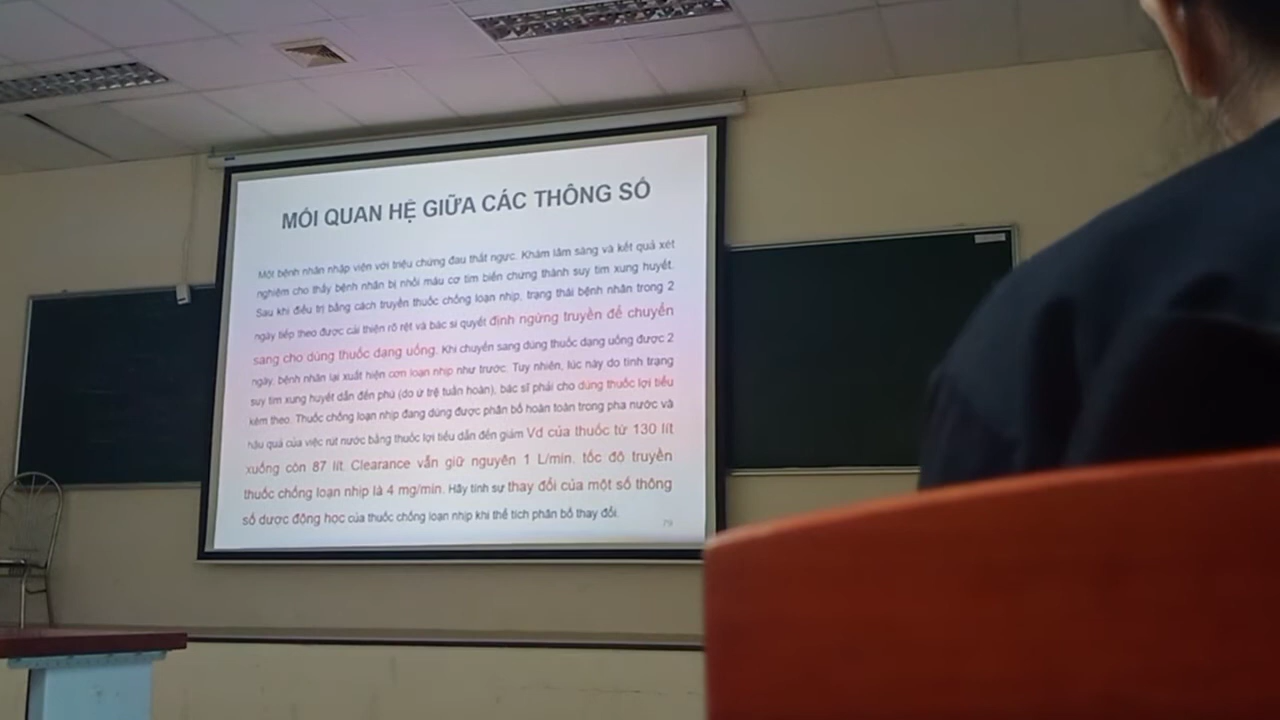 MỐI QUAN HỆ GIỮA CÁC THÔNG SỐ
Một bệnh nhân nhập viện với triệu chứng đau thắt ngực. Khám lâm sàng và kết quả xét
nghiệm cho thấy bệnh nhân bị nhồi máu cơ tim biến chứng thành suy tim xung huyết.
Sau khi điều trị bằng cách truyền thuốc chống loạn nhịp, trạng thái bệnh nhân trong 2
ngày tiếp theo được cải thiện rõ rệt và bác sĩ quyết định ngừng truyền để chuyển
sang cho dùng thuốc dạng uống. Khi chuyển sang dùng thuốc dạng uống được 2
ngày, bệnh nhân lại xuất hiện cơn loạn nhịp như trước. Tuy nhiên, lúc này do tình trạng
suy tim xung huyết dẫn đến phù (do ứ trệ tuần hoàn), bác sĩ phải cho dùng thuốc lợi tiểu
kèm theo. Thuốc chống loạn nhịp đang dùng được phân bố hoàn toàn trong pha nước và
hậu quả của việc rút nước bằng thuốc lợi tiểu dẫn đến giảm Vd của thuốc từ 130 lít
xuống còn 87 lít. Clearance vẫn giữ nguyên 1 L/min. tốc độ truyền
thuốc chống loạn nhịp là 4 mg/min. Hãy tính sự thay đổi của một số thông
số dược động học của thuốc chống loạn nhịp khi thể tích phân bố thay đổi.
79